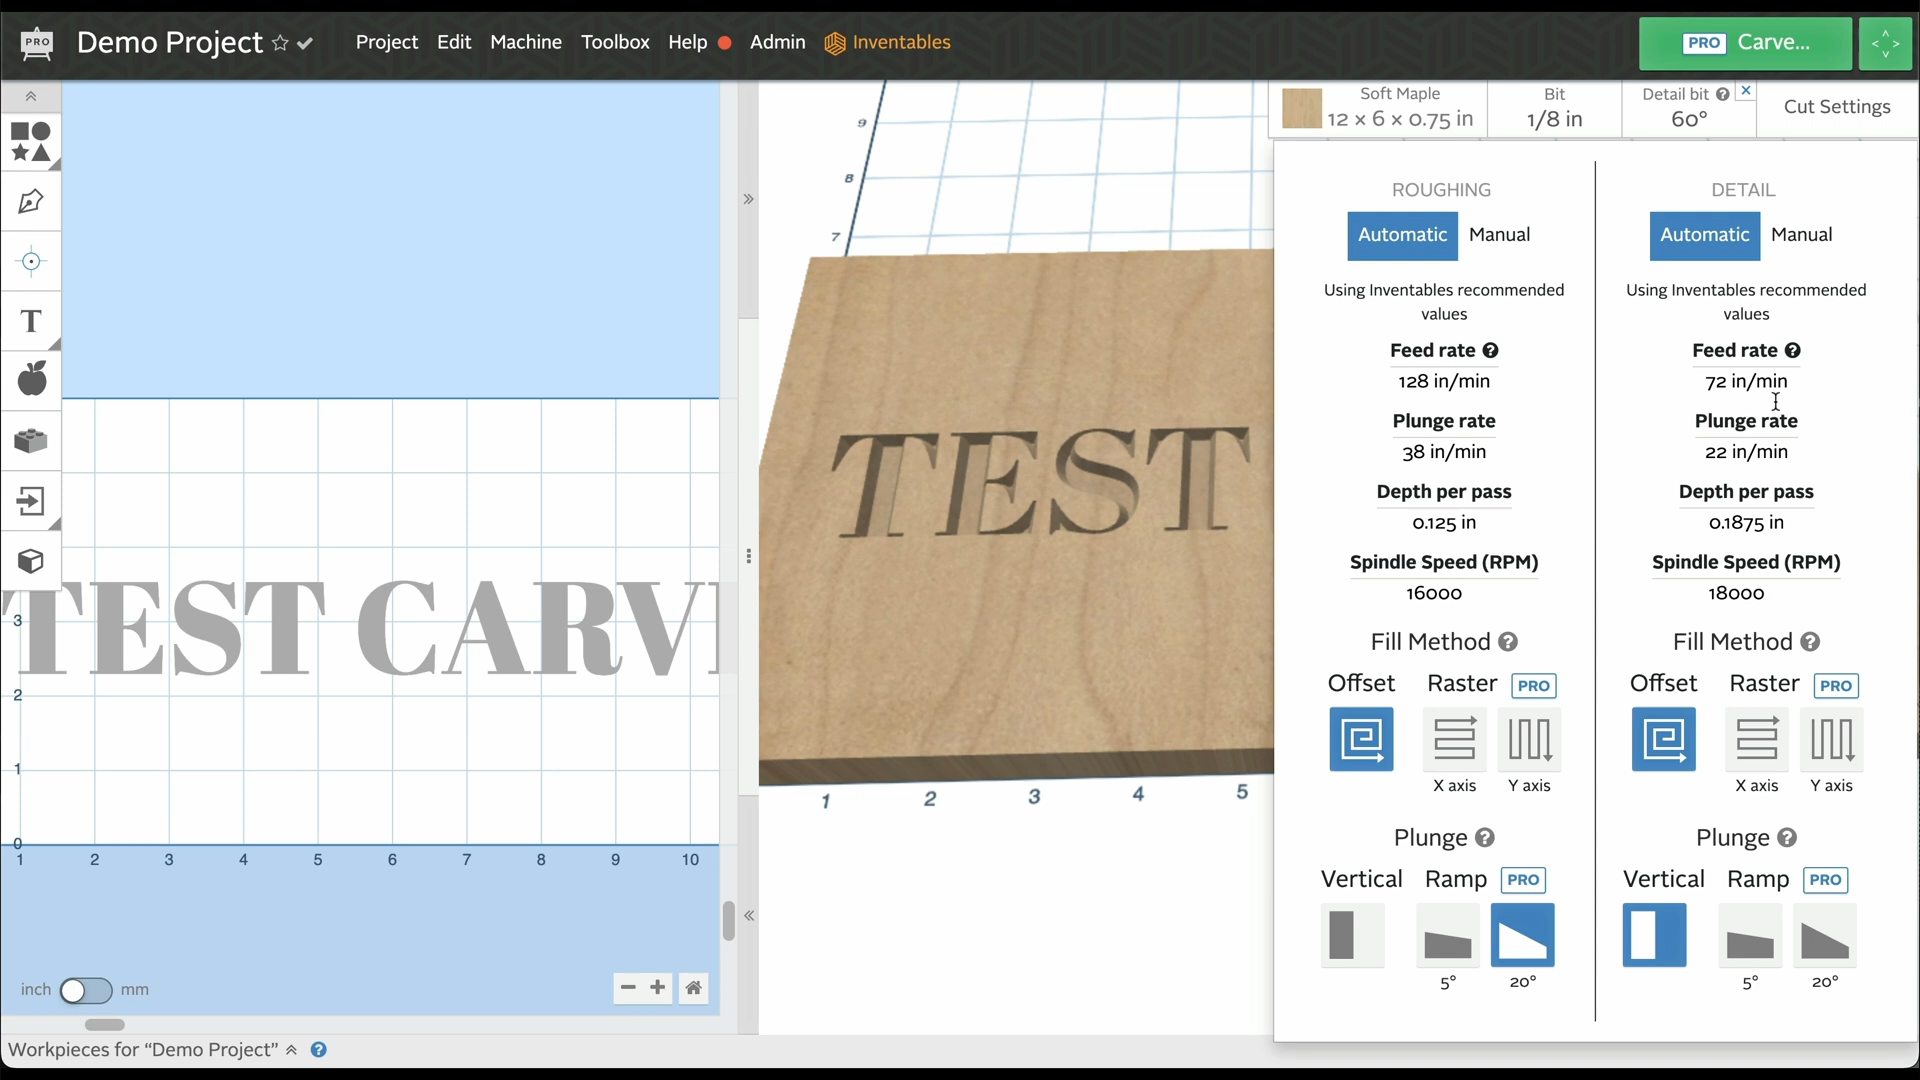 PRO
Demo Project
Project
Edit
Machine
Toolbox
Help
Admin
Inventables
PRO Carve...
Soft Maple
12 x 6 x 0.75 in
Bit
1/8 in
Detail bit
60°
Cut Settings
T
TEST CARV
3
2
1
0
1 2 3 4 5 6 7 8 9 10
inch
mm
9
8
7
TEST
1 2 3 4 5
ROUGHING
Automatic
Manual
Using Inventables recommended
values
Feed rate
128 in/min
Plunge rate
38 in/min
Depth per pass
0.125 in
Spindle Speed (RPM)
16000
Fill Method
Offset
Raster PRO
X axis
Y axis
Plunge
Vertical
Ramp PRO
5°
20°
DETAIL
Automatic
Manual
Using Inventables recommended
values
Feed rate
72 in/min
Plunge rate
22 in/min
Depth per pass
0.1875 in
Spindle Speed (RPM)
18000
Fill Method
Offset
Raster PRO
X axis
Y axis
Plunge
Vertical
Ramp PRO
5°
20°
Workpieces for “Demo Project”